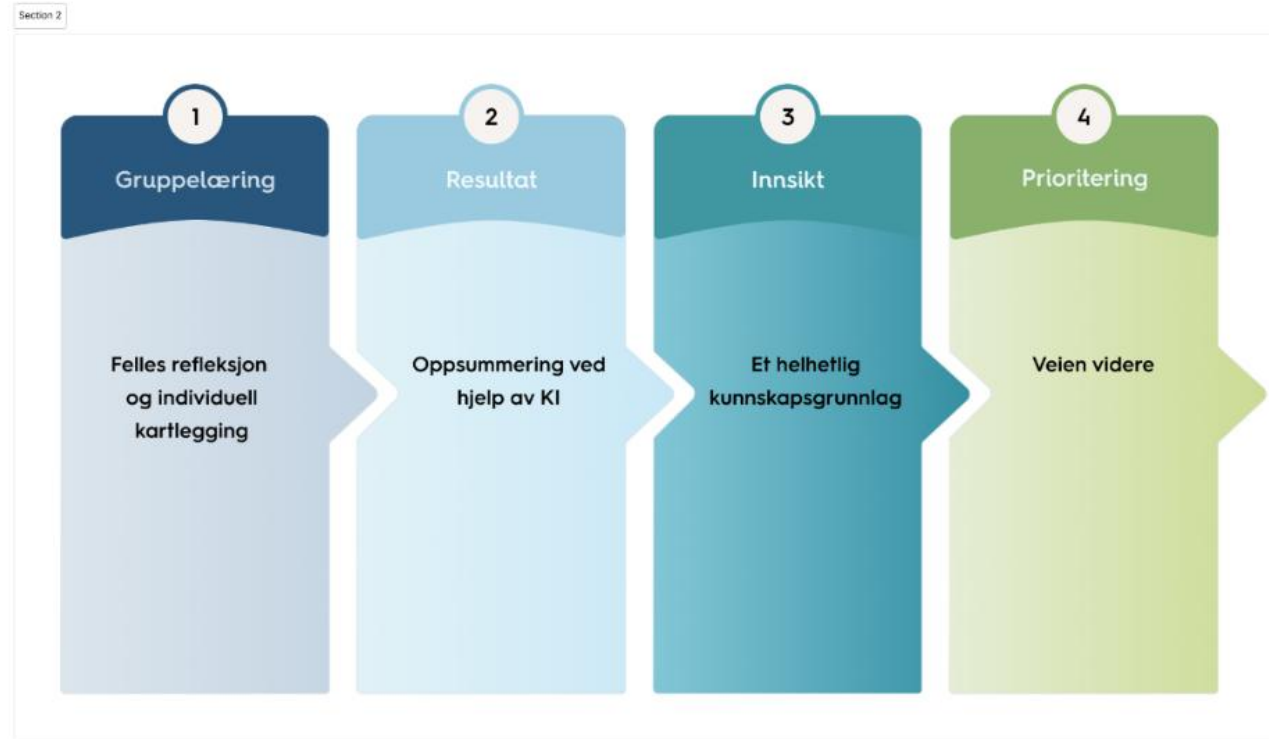 Section 2
1
Gruppelæring
Felles refleksjon
og individuell
kartlegging
2
Resultat
Oppsummering ved
hjelp av KI
3
Innsikt
Et helhetlig
kunnskapsgrunnlag
4
Prioritering
Veien videre